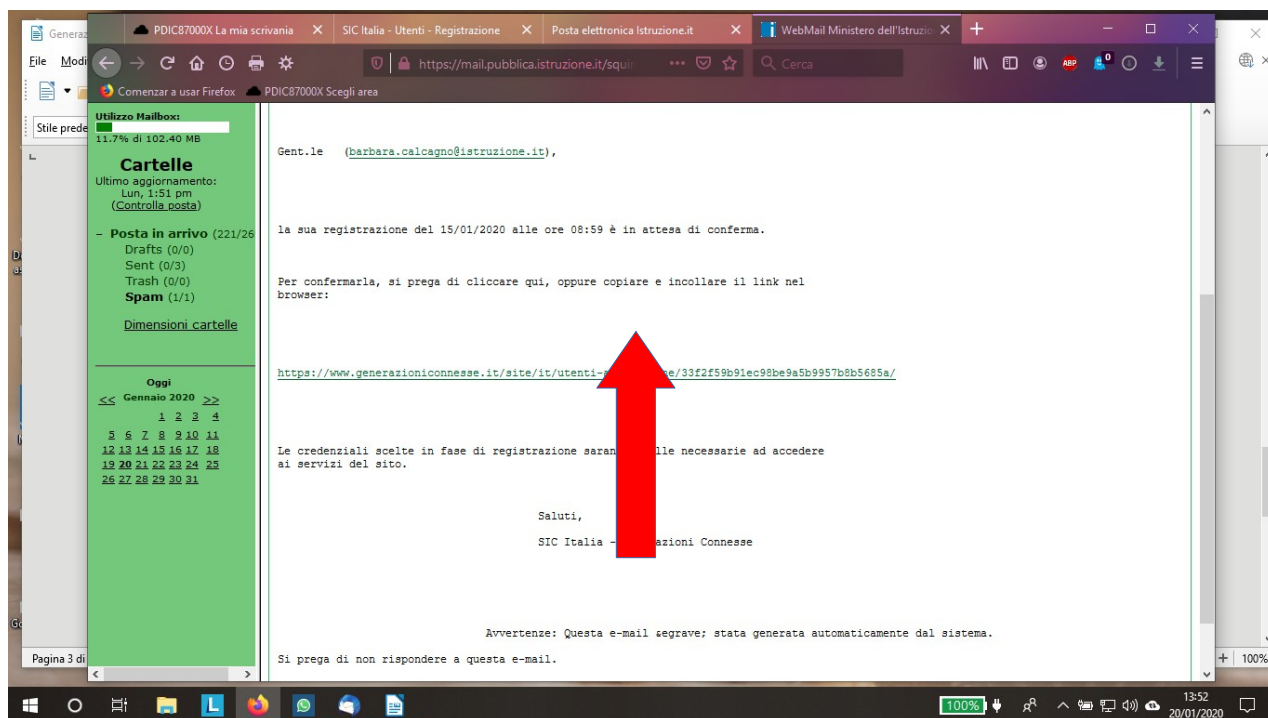 Generaz
PDIC87000X La mia scrivania
SIC Italia - Utenti - Registrazione
Posta elettronica Istruzione.it
WebMail Ministero dell'Istruzio
File Modi
https://mail.pubblica.istruzione.it/squir
Cerca
ABP
0
Comenzar a usar Firefox
PDIC87000X Scegli area
Stile prede
Utilizzo Mailbox:
11.7% di 102.40 MB
Cartelle
Ultimo aggiornamento:
Lun, 1:51 pm
(Controlla posta)
– Posta in arrivo (221/26
Drafts (0/0)
Sent (0/3)
Trash (0/0)
Spam (1/1)
Dimensioni cartelle
Oggi
<< Gennaio 2020 >>
1 2 3 4
5 6 7 8 9 10 11
12 13 14 15 16 17 18
19 20 21 22 23 24 25
26 27 28 29 30 31
Gent.le (barbara.calcagno@istruzione.it),
la sua registrazione del 15/01/2020 alle ore 08:59 è in attesa di conferma.
Per confermarla, si prega di cliccare qui, oppure copiare e incollare il link nel
browser:
https://www.generazioniconnesse.it/site/it/utenti- e/33f2f59b91ec98be9a5b9957b8b5685a/
Le credenziali scelte in fase di registrazione saran lle necessarie ad accedere
ai servizi del sito.
Saluti,
SIC Italia - azioni Connesse
Avvertenze: Questa e-mail &egrave; stata generata automaticamente dal sistema.
Si prega di non rispondere a questa e-mail.
Pagina 3 di
100%
100%
13:52
20/01/2020